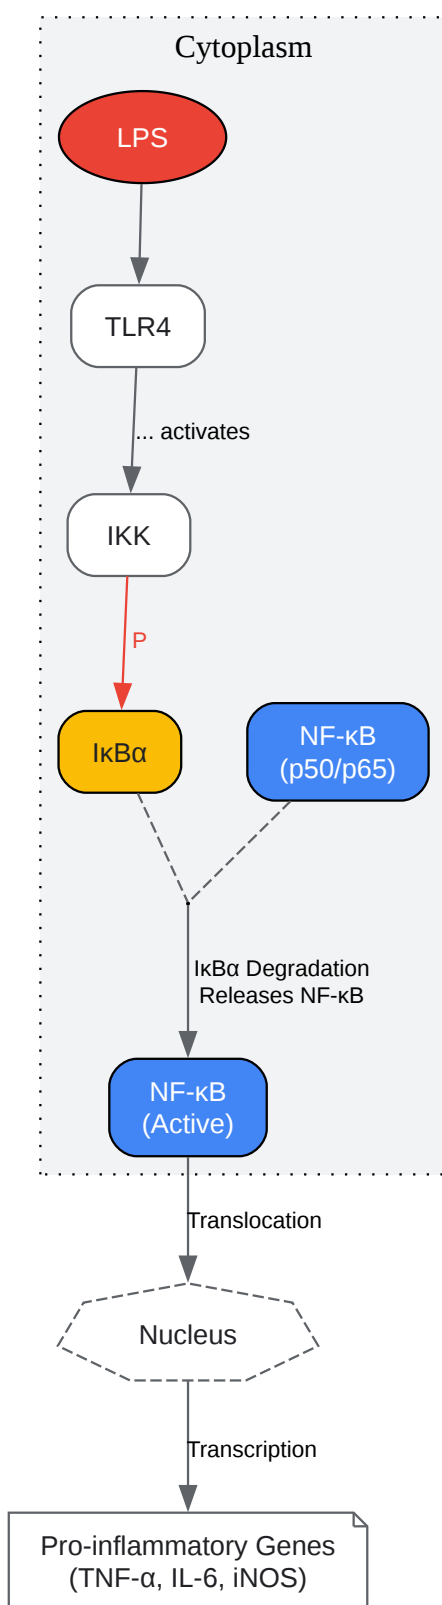 Cytoplasm
LPS
TLR4
... activates
IKK
P
IκBα
NF-κB
(p50/p65)
IκBα Degradation
Releases NF-κB
NF-κB
(Active)
Translocation
Nucleus
Transcription
Pro-inflammatory Genes
(TNF-α, IL-6, iNOS)